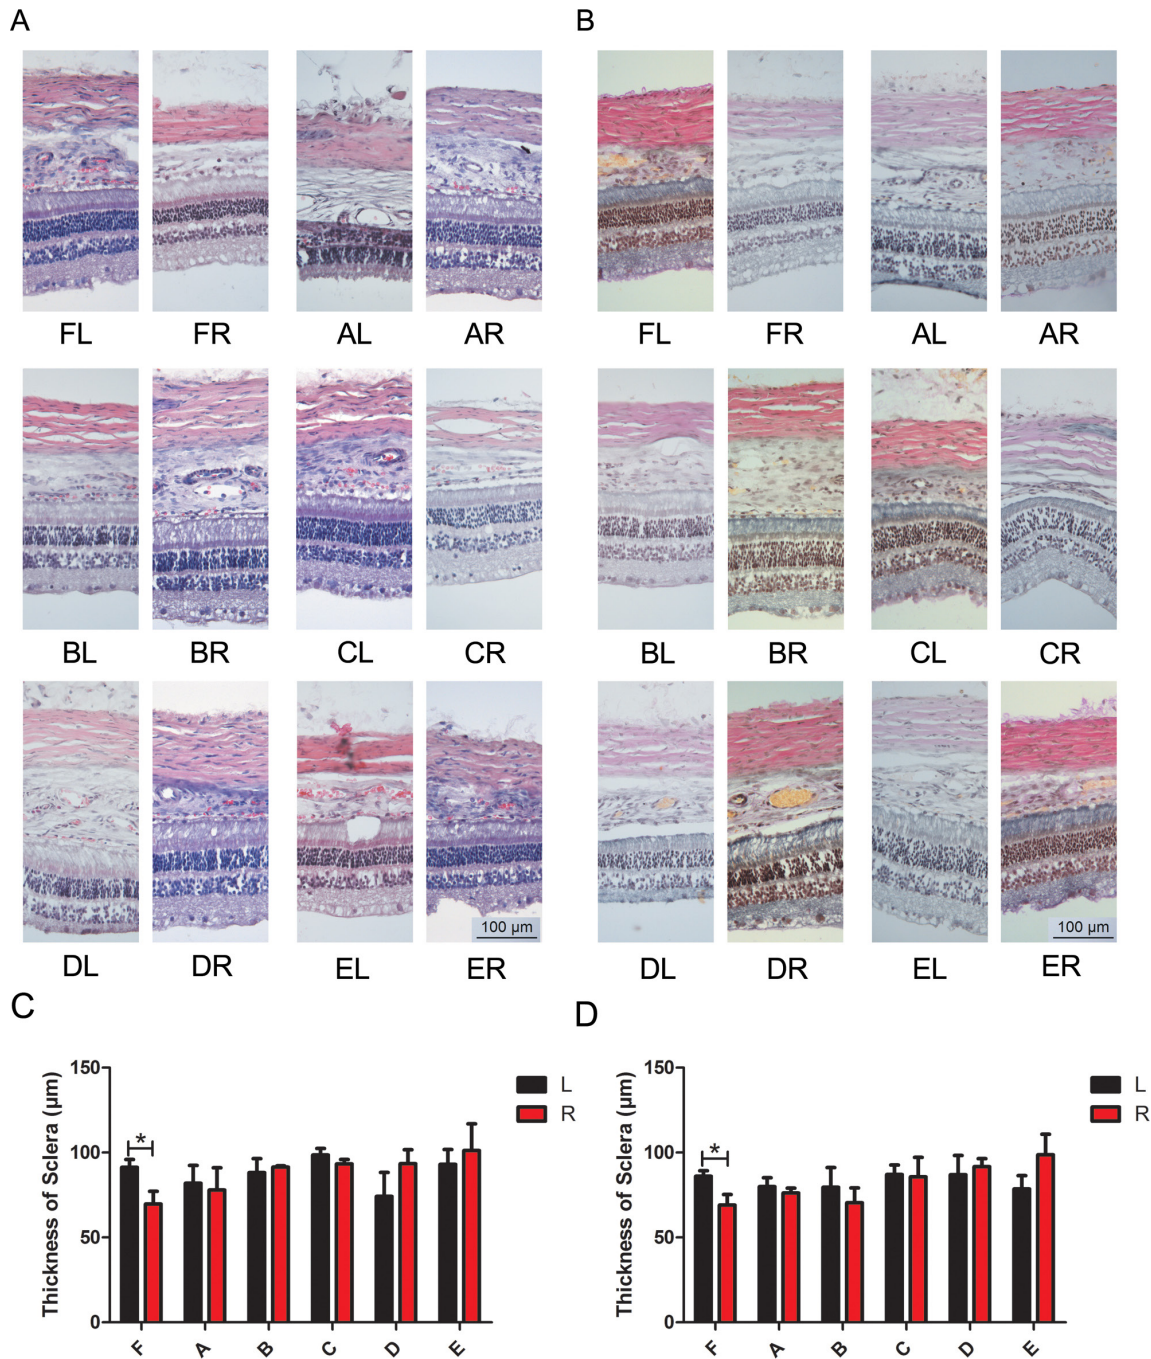 A B
FL FR AL AR FL FR AL AR
BL BR CL CR BL BR CL CR
100 µm 100 µm
DL DR EL ER DL DR EL ER
C D
Thickness of Sclera (µm)
150
100
50
0
*
F A B C D E
L
R
Thickness of Sclera (µm)
150
100
50
0
*
F A B C D E
L
R